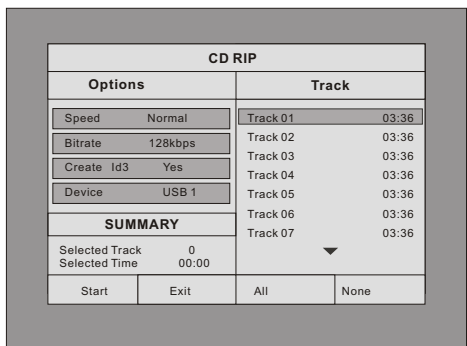 CD RIP
Options
Track
Speed Normal
Bitrate 128kbps
Create Id3 Yes
Device USB 1
SUMMARY
Selected Track 0
Selected Time 00:00
Track 01 03:36
Track 02 03:36
Track 03 03:36
Track 04 03:36
Track 05 03:36
Track 06 03:36
Track 07 03:36
Start Exit All None